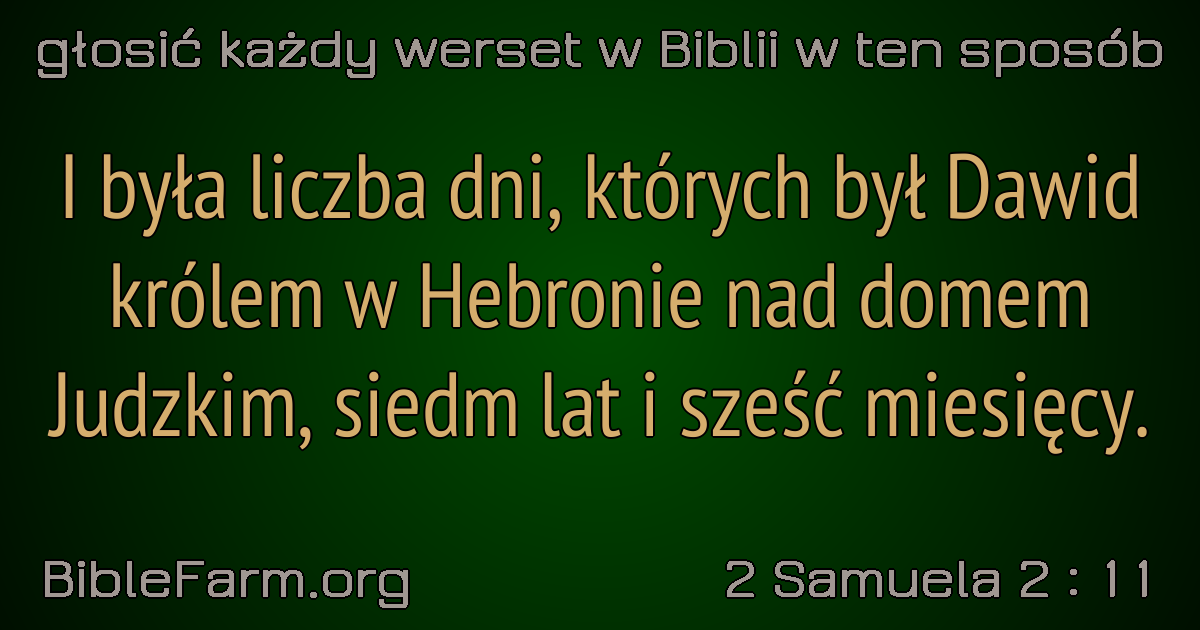 głosić każdy werset w Biblii w ten sposób
I była liczba dni, których był Dawid
królem w Hebronie nad domem
Judzkim, siedm lat i sześć miesięcy.
BibleFarm.org
2 Samuela 2 : 11